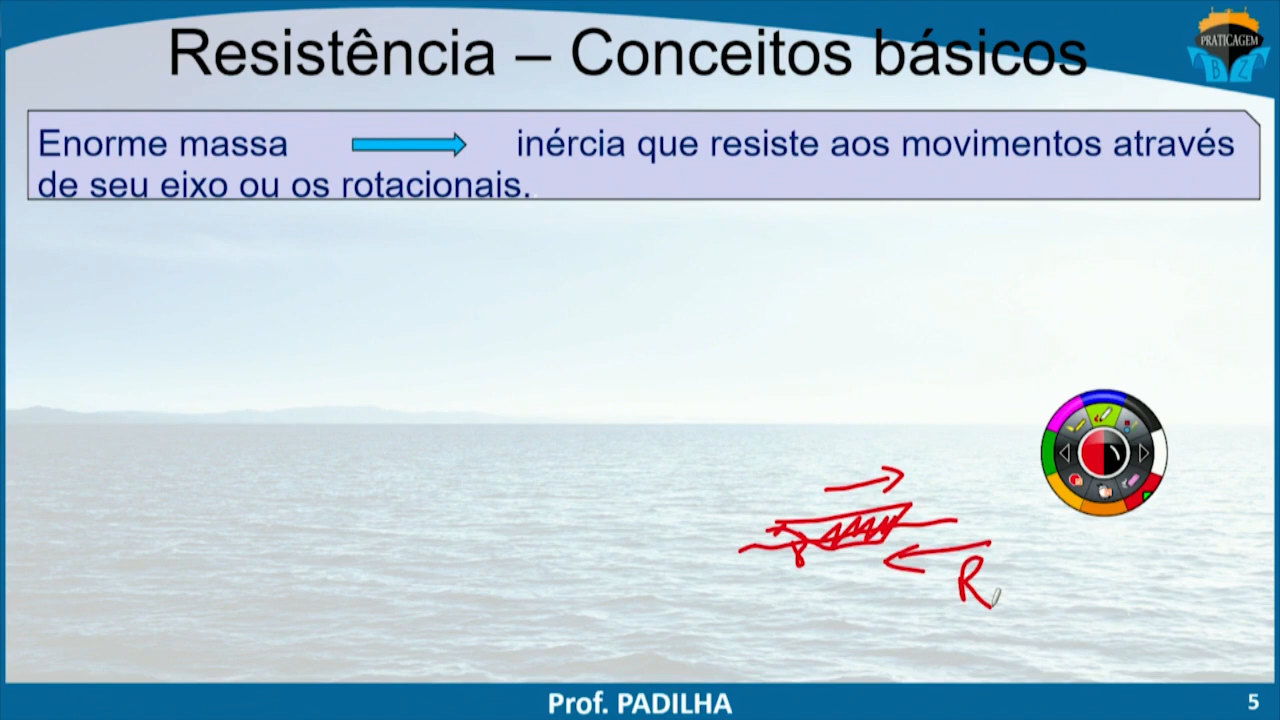 Resistência – Conceitos básicos
PRATICAGEM
B Z
Enorme massa inércia que resiste aos movimentos através
de seu eixo ou os rotacionais.
R
Prof. PADILHA
5